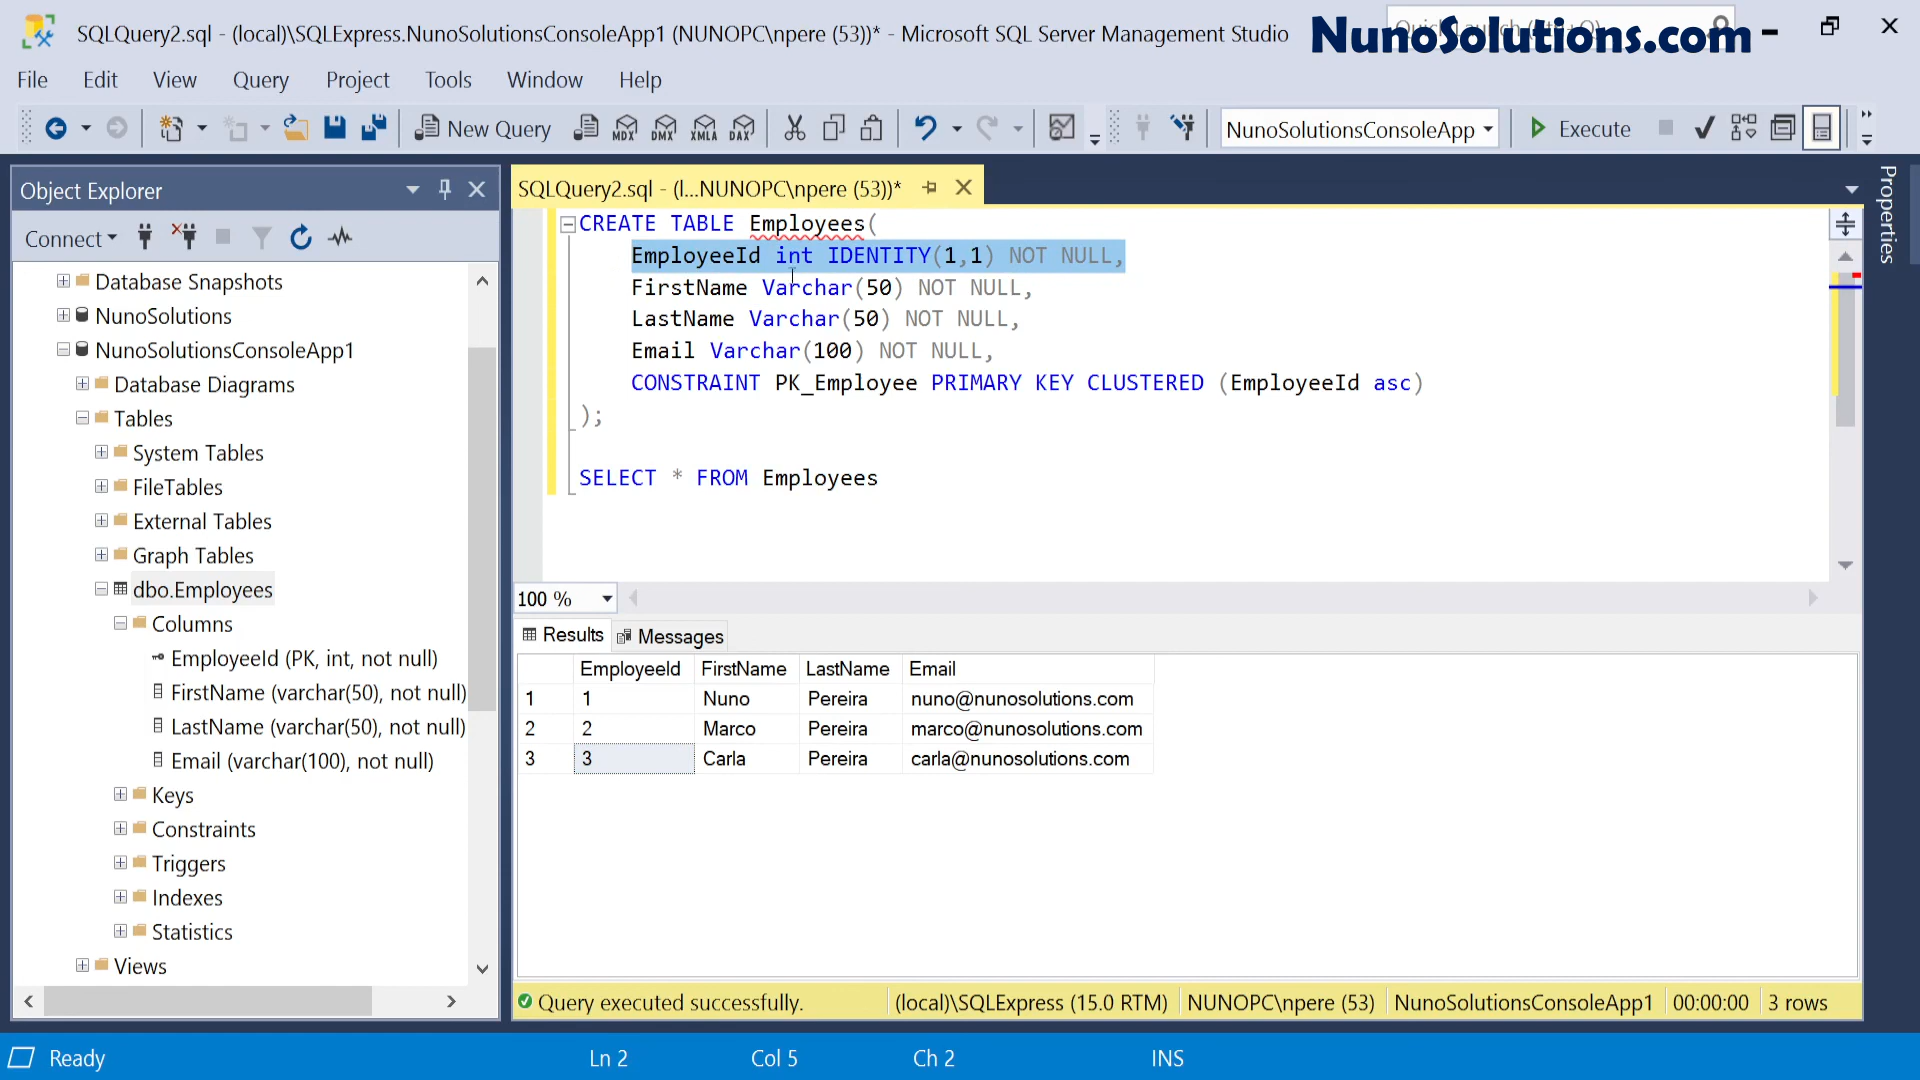 SQLQuery2.sql - (local)\SQLExpress.NunoSolutionsConsoleApp1 (NUNOPC\npere (53))* - Microsoft SQL Server Management Studio
NunoSolutions.com
File Edit View Query Project Tools Window Help
New Query
MDX DMX XMLA DAX
NunoSolutionsConsoleApp
Execute
Object Explorer
SQLQuery2.sql - (l...NUNOPC\npere (53))*
Properties
Connect
Database Snapshots
NunoSolutions
NunoSolutionsConsoleApp1
Database Diagrams
Tables
System Tables
FileTables
External Tables
Graph Tables
dbo.Employees
Columns
EmployeeId (PK, int, not null)
FirstName (varchar(50), not null)
LastName (varchar(50), not null)
Email (varchar(100), not null)
Keys
Constraints
Triggers
Indexes
Statistics
Views
CREATE TABLE Employees(
EmployeeId int IDENTITY(1,1) NOT NULL,
FirstName Varchar(50) NOT NULL,
LastName Varchar(50) NOT NULL,
Email Varchar(100) NOT NULL,
CONSTRAINT PK_Employee PRIMARY KEY CLUSTERED (EmployeeId asc)
);
SELECT * FROM Employees
100 %
Results Messages
EmployeeId FirstName LastName Email
1 1 Nuno Pereira nuno@nunosolutions.com
2 2 Marco Pereira marco@nunosolutions.com
3 3 Carla Pereira carla@nunosolutions.com
Query executed successfully. (local)\SQLExpress (15.0 RTM) NUNOPC\npere (53) NunoSolutionsConsoleApp1 00:00:00 3 rows
Ready Ln 2 Col 5 Ch 2 INS